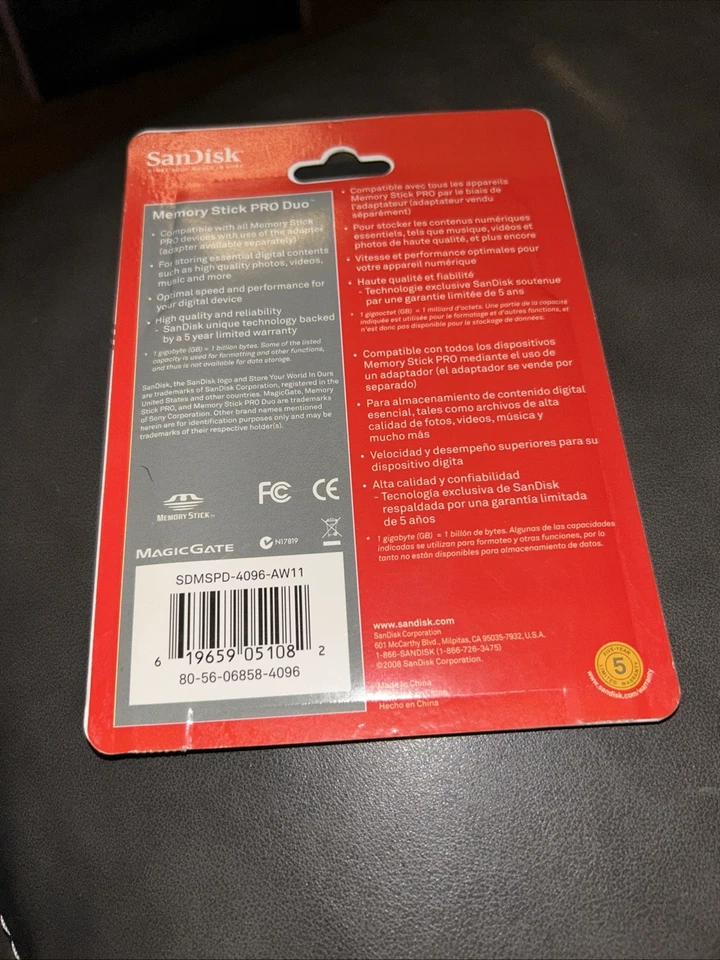 SanDisk
Memory Stick PRO Duo™
• Compatible with all Memory Stick
PRO devices with use of the adapter
(adapter available separately)
• For storing essential digital contents
such as high quality photos, videos,
music and more
• Optimal speed and performance for
your digital device
• High quality and reliability
- SanDisk unique technology backed
by a 5 year limited warranty
* 1 gigabyte (GB) = 1 billion bytes. Some of the listed
capacity is used for formatting and other functions,
and thus is not available for data storage.
SanDisk, the SanDisk logo and Store Your World In Ours
are trademarks of SanDisk Corporation, registered in the
United States and other countries. MagicGate, Memory
Stick PRO, and Memory Stick PRO Duo are trademarks
of Sony Corporation. Other brand names mentioned
herein are for identification purposes only and may be
trademarks of their respective holder(s).
MEMORY STICK™
FC CE
MAGICGATE
N17819
SDMSPD-4096-AW11
6 19659 05108 2
80-56-06858-4096
• Compatible avec tous les appareils
Memory Stick PRO par le biais de
l'adaptateur (adaptateur vendu
séparément)
• Pour stocker les contenus numériques
essentiels, tels que musique, vidéos et
photos de haute qualité, et plus encore
• Vitesse et performance optimales pour
votre appareil numérique
• Haute qualité et fiabilité
- Technologie exclusive SanDisk soutenue
par une garantie limitée de 5 ans
* 1 gigaoctet (GB) = 1 milliard d'octets. Une partie de la capacité
indiquée est utilisée pour le formatage et d'autres fonctions, et
n'est donc pas disponible pour le stockage de données.
• Compatible con todos los dispositivos
Memory Stick PRO mediante el uso de
un adaptador (el adaptador se vende por
separado)
• Para almacenamiento de contenido digital
esencial, tales como archivos de alta
calidad de fotos, videos, música y
mucho más
• Velocidad y desempeño superiores para su
dispositivo digita
• Alta calidad y confiabilidad
- Tecnología exclusiva de SanDisk
respaldada por una garantía limitada
de 5 años
* 1 gigabyte (GB) = 1 billón de bytes. Algunas de las capacidades
indicadas se utilizan para formateo y otras funciones, por lo
tanto no están disponibles para almacenamiento de datos.
www.sandisk.com
SanDisk Corporation
601 McCarthy Blvd., Milpitas, CA 95035-7932, U.S.A.
1-866-SANDISK (1-866-726-3475)
©2008 SanDisk Corporation.
Made in China
Hecho en China
FIVE-YEAR
5
LIMITED WARRANTY
www.sandisk.com/warranty